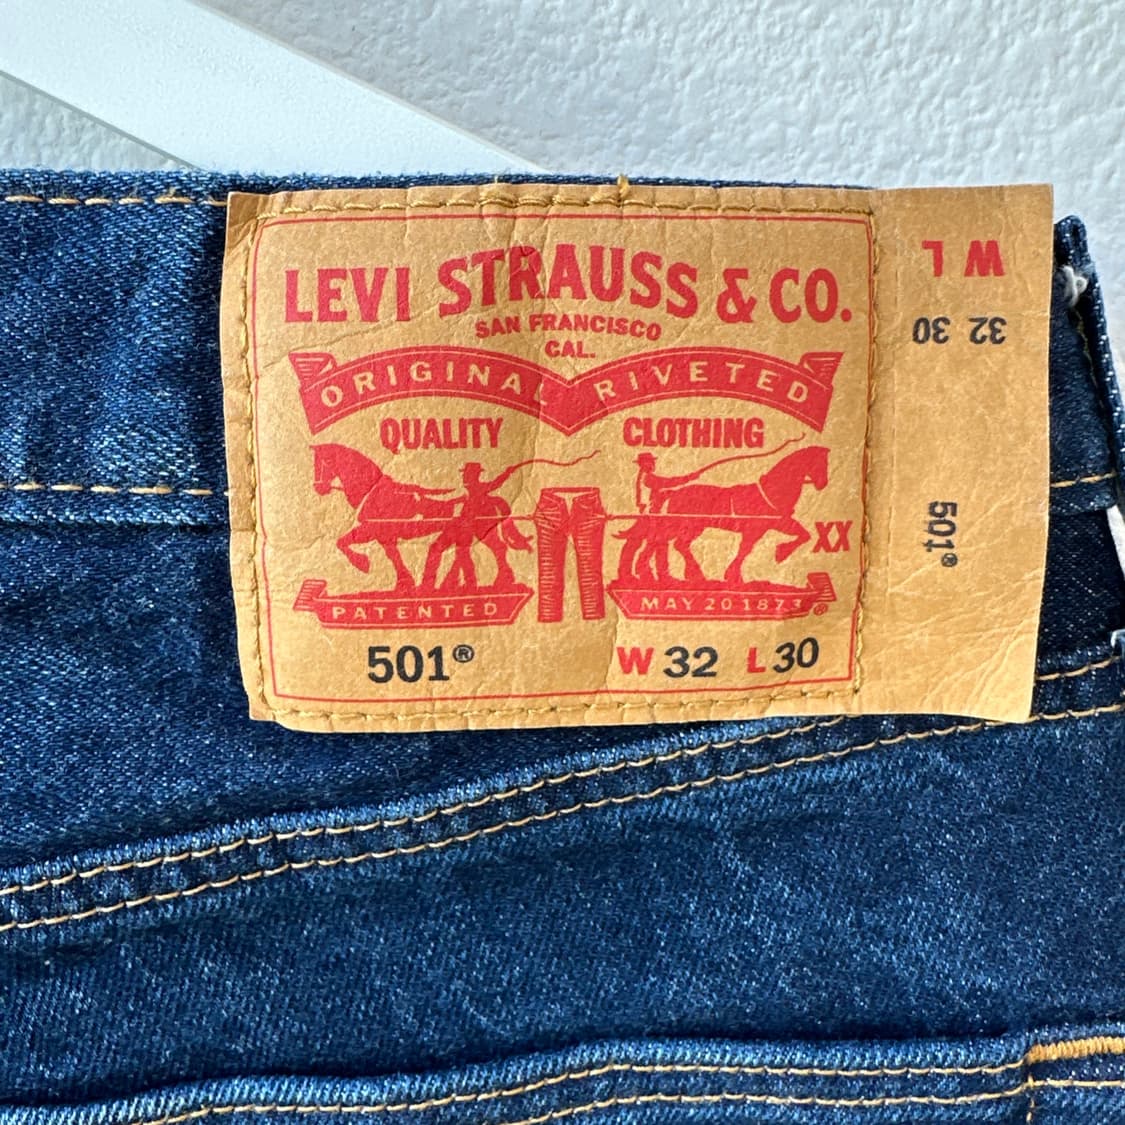 LEVI STRAUSS & CO.
SAN FRANCISCO
CAL.
ORIGINAL RIVETED
QUALITY CLOTHING
XX
PATENTED MAY 20 1873 ®
501® W 32 L 30
W L
32 30
501®